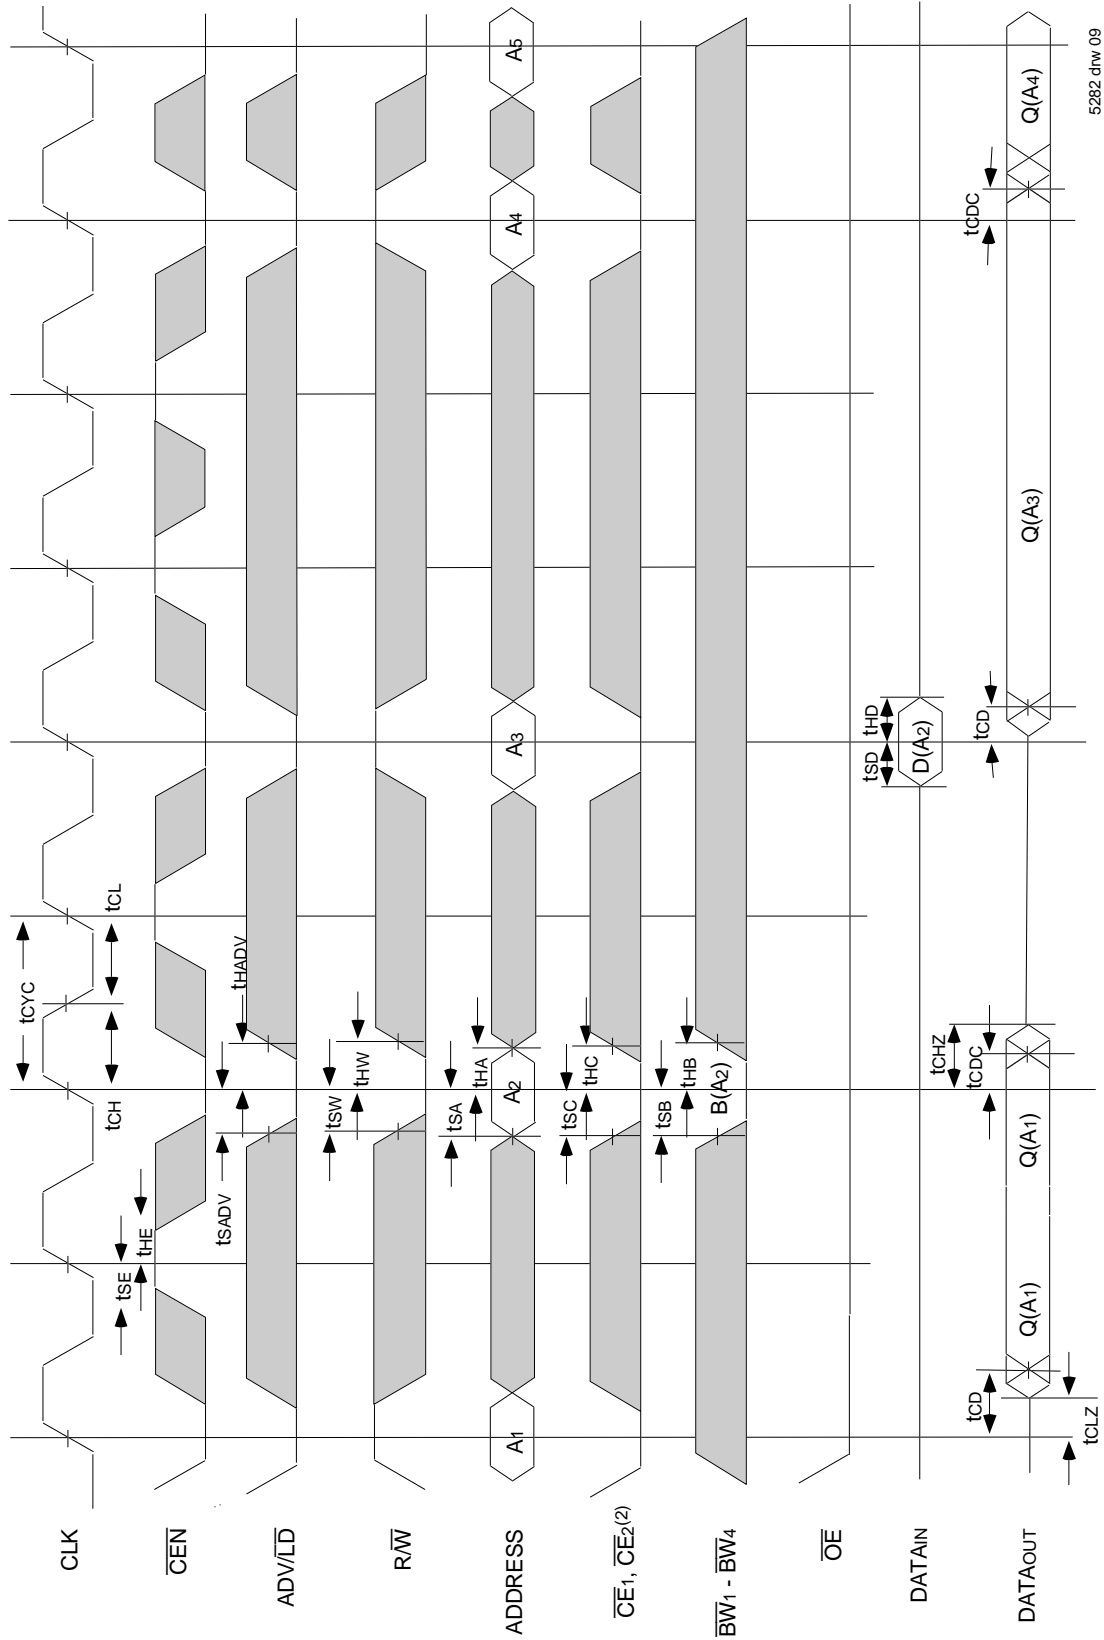 CLK
tCYC
tCH
tCL
tSE
tHE
CEN
tSADV
tHADV
ADV/LD
tSW
tHW
R/W
tSA
tHA
ADDRESS
A1
A2
A3
A4
A5
tSC
tHC
CE1, CE2(2)
tSB
tHB
B(A2)
BW1 - BW4
OE
tSD
tHD
DATAIN
D(A2)
tCD
tCLZ
tCHZ
tCDC
tCD
tCDC
DATAOUT
Q(A1)
Q(A1)
Q(A3)
Q(A4)
5282 drw 09